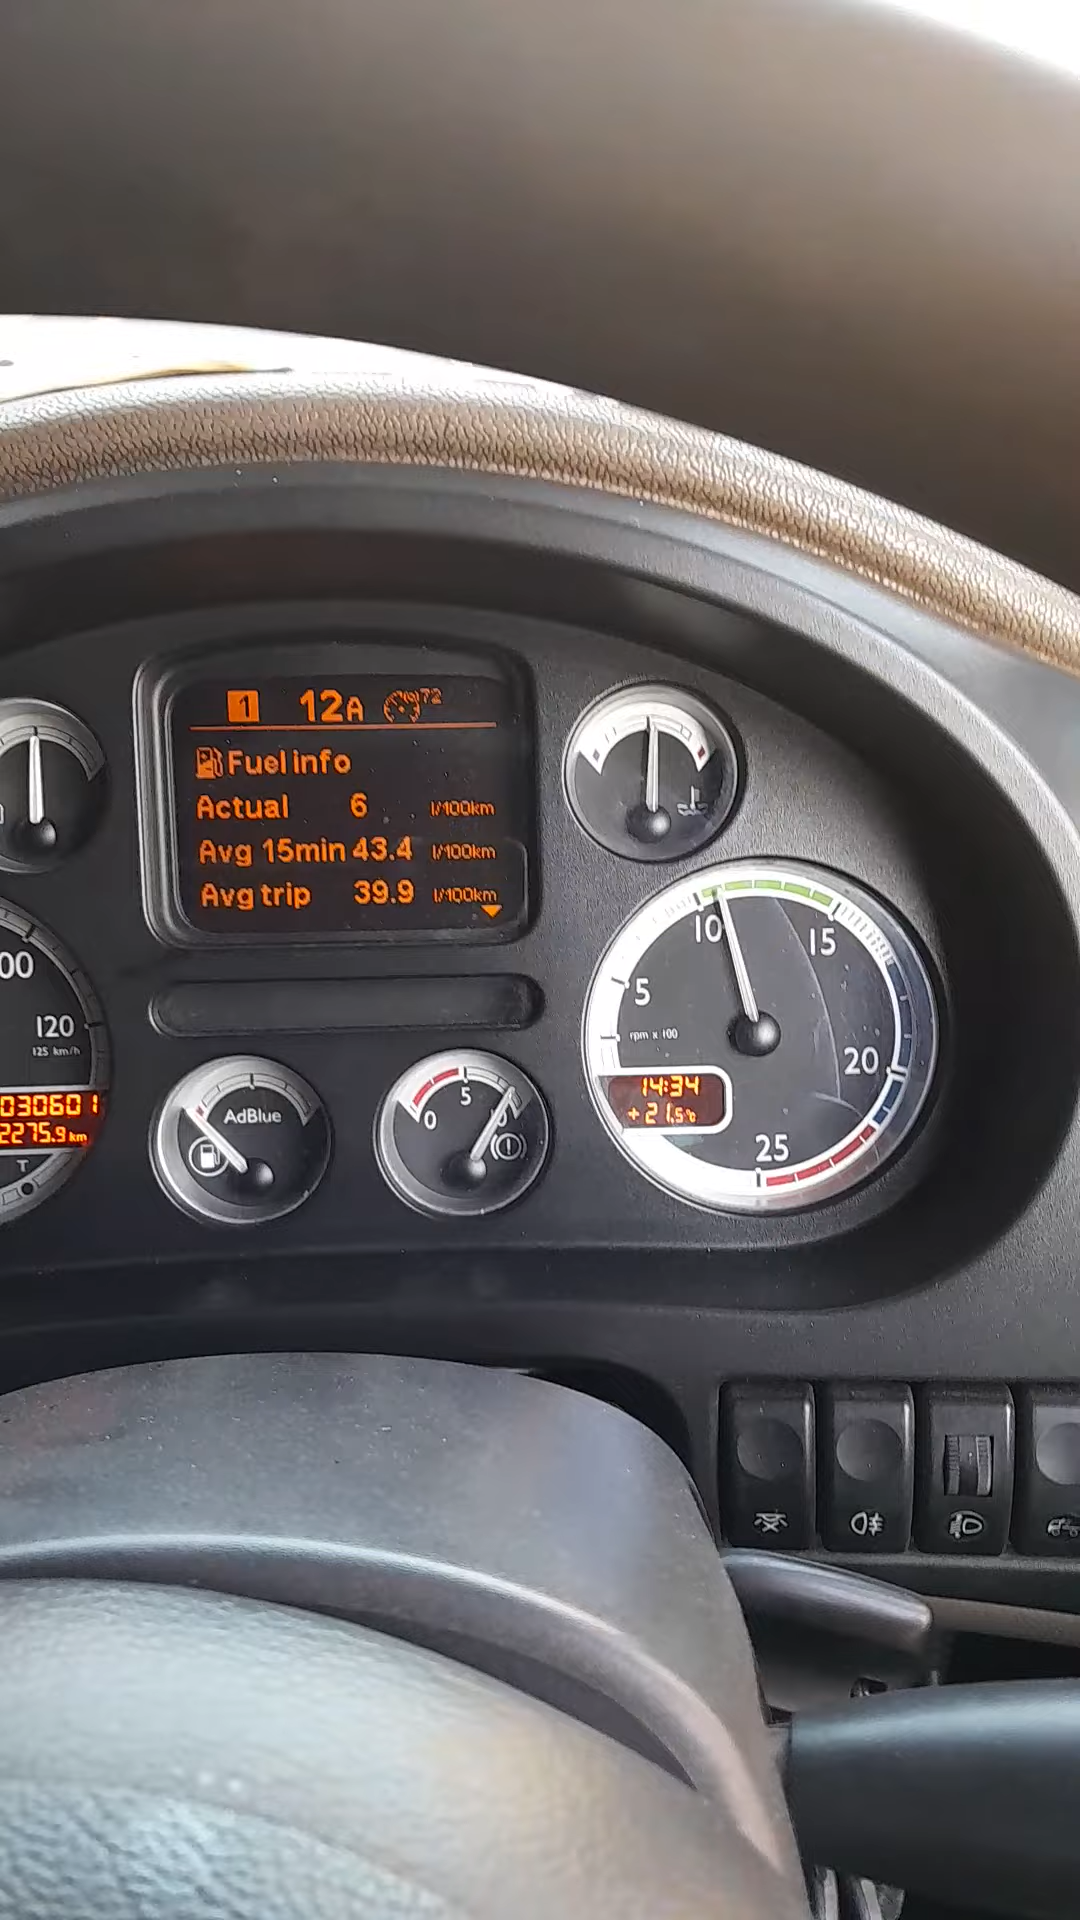 1 12A 72
Fuel info
Actual 6 l/100km
Avg 15min 43.4 l/100km
Avg trip 39.9 l/100km
00
120
125 km/h
030601
2275.9 km
T
AdBlue
0 5
5 10 15 20 25
rpm x 100
14:34
+21.5°C